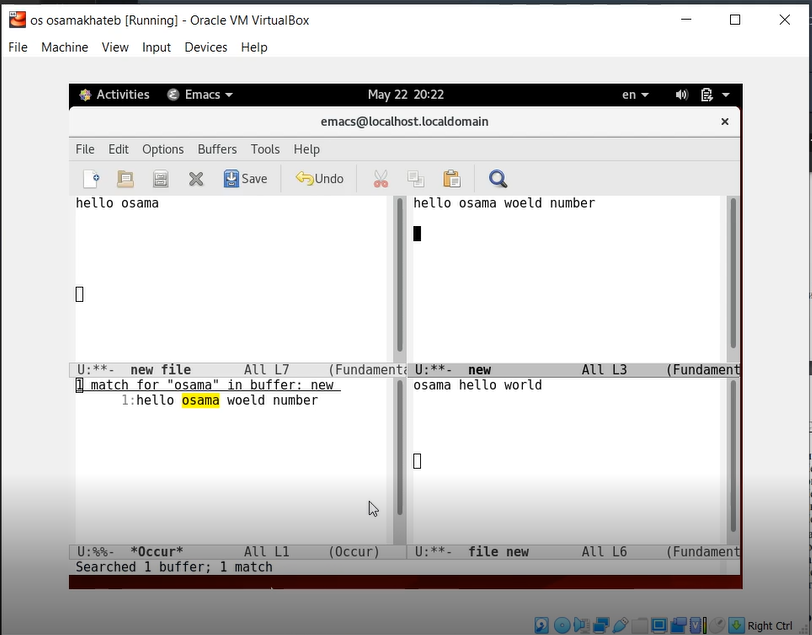 os osamakhateb [Running] - Oracle VM VirtualBox
File Machine View Input Devices Help
Activities Emacs May 22 20:22 en
emacs@localhost.localdomain
File Edit Options Buffers Tools Help
Save Undo
hello osama
U:**- new file All L7 (Fundamenta
hello osama woeld number
U:**- new All L3 (Fundament
1 match for "osama" in buffer: new
1:hello osama woeld number
U:%%- *Occur* All L1 (Occur)
osama hello world
U:**- file new All L6 (Fundament
Searched 1 buffer; 1 match
Right Ctrl